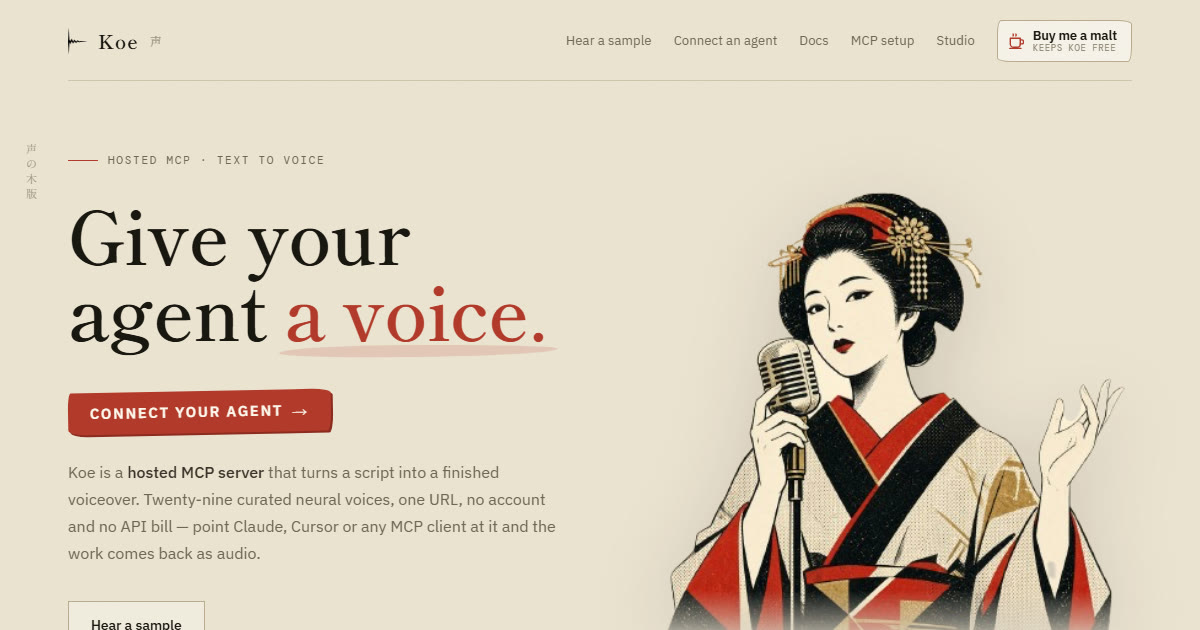 Koe 声
Hear a sample
Connect an agent
Docs
MCP setup
Studio
Buy me a malt
KEEPS KOE FREE
声の木版
HOSTED MCP · TEXT TO VOICE
Give your
agent a voice.
CONNECT YOUR AGENT →
Koe is a hosted MCP server that turns a script into a finished
voiceover. Twenty-nine curated neural voices, one URL, no account
and no API bill — point Claude, Cursor or any MCP client at it and the
work comes back as audio.
Hear a sample